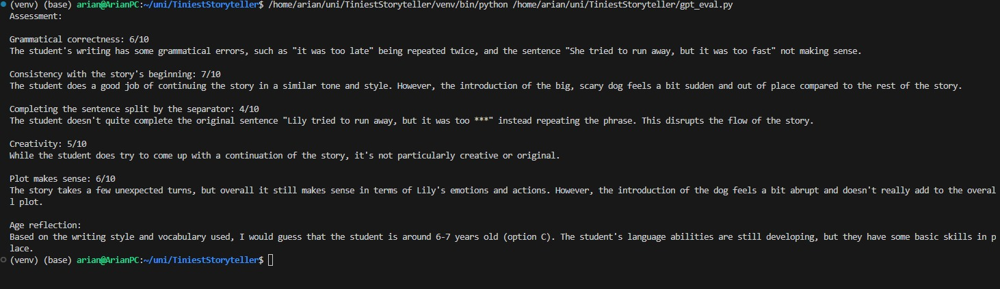 (venv) (base) arian@ArianPC:~/uni/TiniestStoryteller$ /home/arian/uni/TiniestStoryteller/venv/bin/python /home/arian/uni/TiniestStoryteller/gpt_eval.py
Assessment:
Grammatical correctness: 6/10
The student's writing has some grammatical errors, such as "it was too late" being repeated twice, and the sentence "She tried to run away, but it was too fast" not making sense.
Consistency with the story's beginning: 7/10
The student does a good job of continuing the story in a similar tone and style. However, the introduction of the big, scary dog feels a bit sudden and out of place compared to the rest of the story.
Completing the sentence split by the separator: 4/10
The student doesn't quite complete the original sentence "Lily tried to run away, but it was too ***" instead repeating the phrase. This disrupts the flow of the story.
Creativity: 5/10
While the student does try to come up with a continuation of the story, it's not particularly creative or original.
Plot makes sense: 6/10
The story takes a few unexpected turns, but overall it still makes sense in terms of Lily's emotions and actions. However, the introduction of the dog feels a bit abrupt and doesn't really add to the overal
l plot.
Age reflection:
Based on the writing style and vocabulary used, I would guess that the student is around 6-7 years old (option C). The student's language abilities are still developing, but they have some basic skills in p
lace.
(venv) (base) arian@ArianPC:~/uni/TiniestStoryteller$